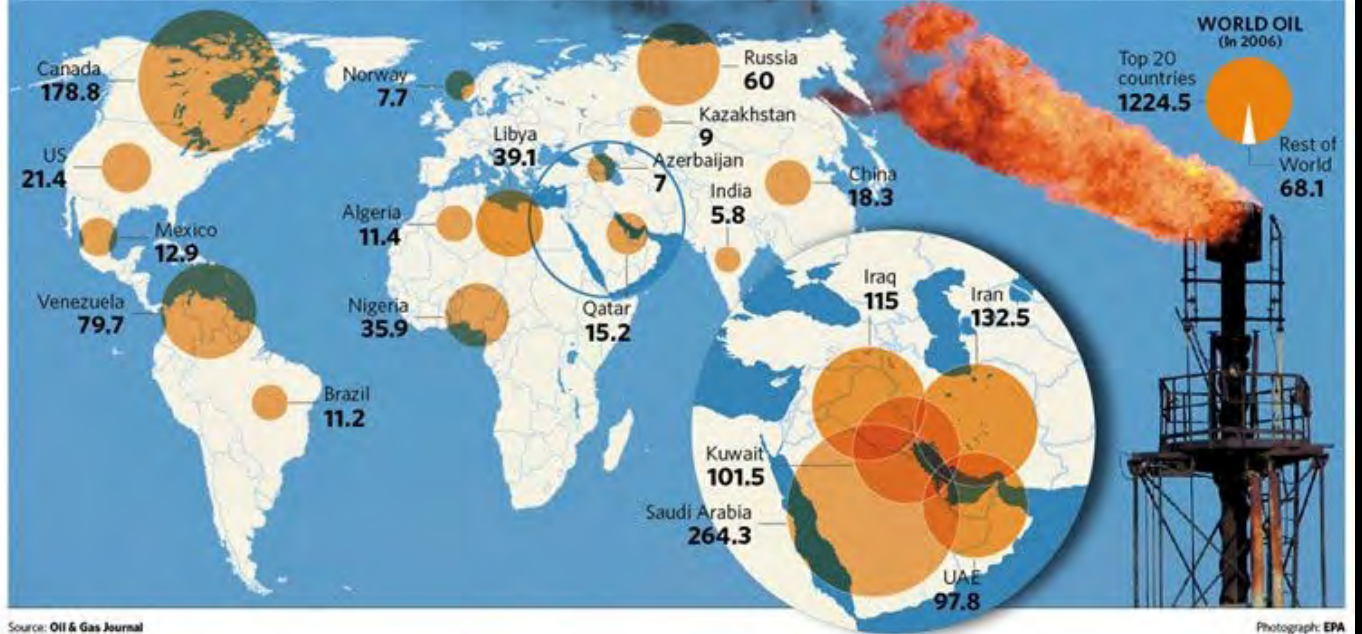 WORLD OIL
(In 2006)
Top 20
countries
1224.5
Rest of
World
68.1
Canada
178.8
US
21.4
Mexico
12.9
Venezuela
79.7
Brazil
11.2
Norway
7.7
Libya
39.1
Algeria
11.4
Nigeria
35.9
Russia
60
Kazakhstan
9
Azerbaijan
7
India
5.8
China
18.3
Qatar
15.2
Iraq
115
Iran
132.5
Kuwait
101.5
Saudi Arabia
264.3
UAE
97.8
Source: Oil & Gas Journal
Photograph: EPA